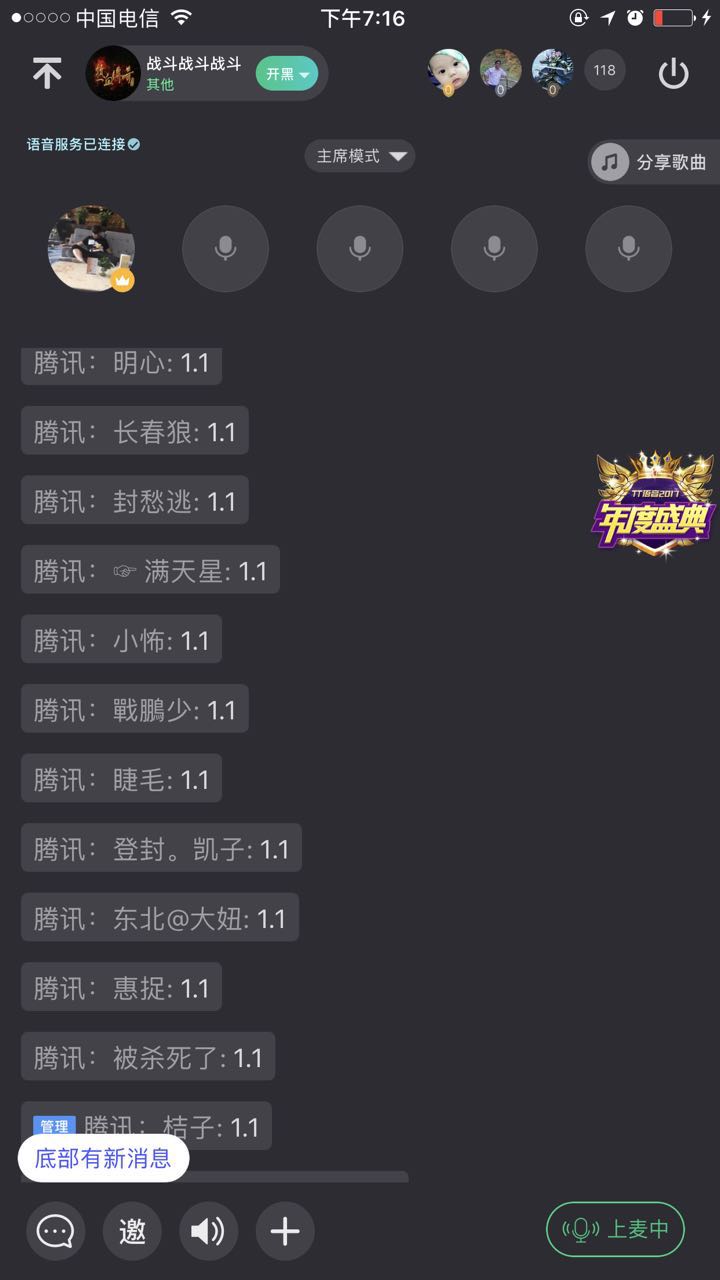 中国电信
下午7:16
战斗战斗战斗
其他
开黑
0
0
0
118
语音服务已连接
主席模式
分享歌曲
腾讯：明心: 1.1
腾讯：长春狼: 1.1
腾讯：封愁逃: 1.1
TT语音2017
年度盛典
腾讯：☞ 满天星: 1.1
腾讯：小怖: 1.1
腾讯：戰鵬少: 1.1
腾讯：睫毛: 1.1
腾讯：登封。凯子: 1.1
腾讯：东北@大妞: 1.1
腾讯：惠捉: 1.1
腾讯：被杀死了: 1.1
管理 腾讯：桔子: 1.1
底部有新消息
邀
上麦中